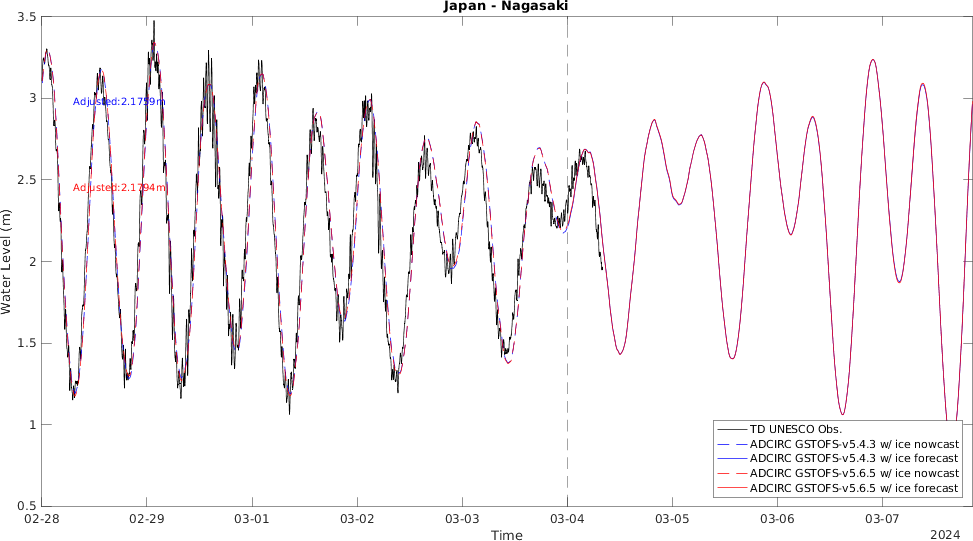 Japan - Nagasaki
3.5
3
2.5
2
1.5
1
0.5
Water Level (m)
Adjusted:2.1799m
Adjusted:2.1794m
TD UNESCO Obs.
ADCIRC GSTOFS-v5.4.3 w/ ice nowcast
ADCIRC GSTOFS-v5.4.3 w/ ice forecast
ADCIRC GSTOFS-v5.6.5 w/ ice nowcast
ADCIRC GSTOFS-v5.6.5 w/ ice forecast
02-28 02-29 03-01 03-02 03-03 03-04 03-05 03-06 03-07
Time
2024